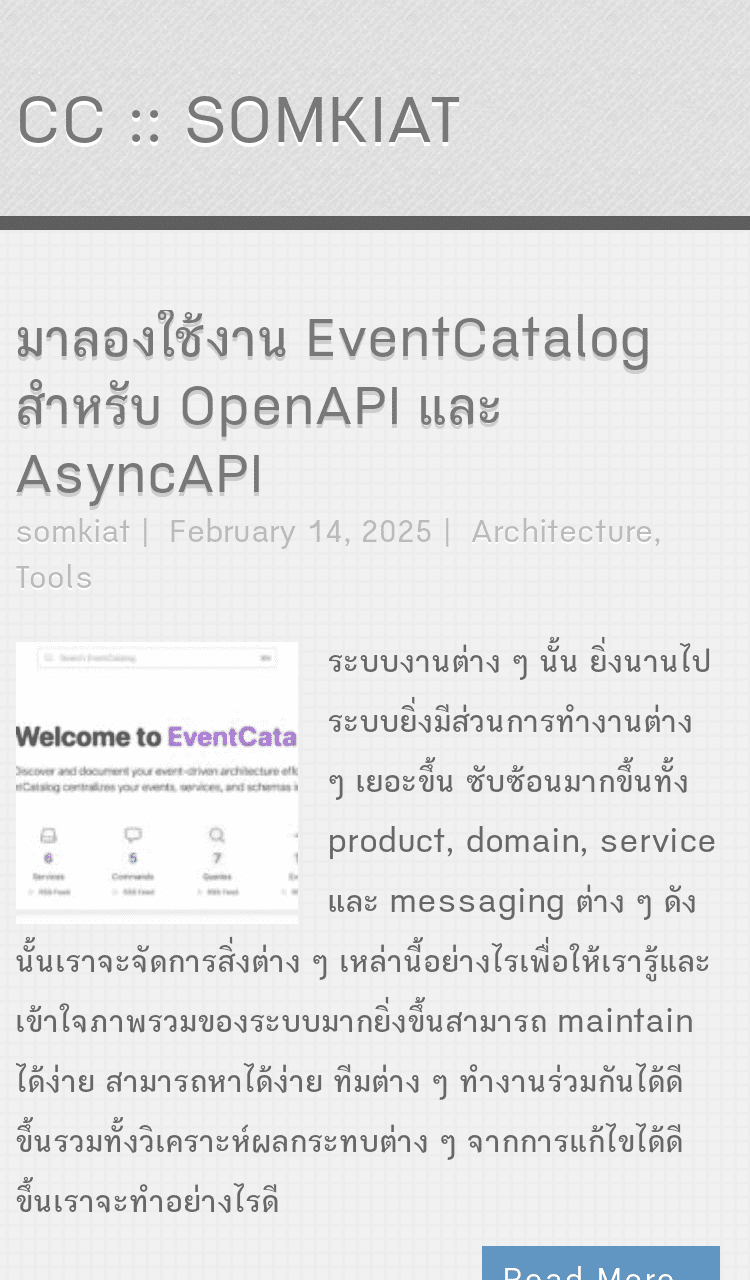 CC :: SOMKIAT
มาลองใช้งาน EventCatalog
สำหรับ OpenAPI และ
AsyncAPI
somkiat | February 14, 2025 | Architecture,
Tools
Search EventCatalog
Welcome to EventCata
Discover and document your event-driven architecture
Catalog centralizes your events, services, and schemas
6 5 7
Services Commands Queries
RSS Feed RSS Feed RSS Feed
ระบบงานต่าง ๆ นั้น ยิ่งนานไป
ระบบยิ่งมีส่วนการทำงานต่าง
ๆ เยอะขึ้น ซับซ้อนมากขึ้นทั้ง
product, domain, service
และ messaging ต่าง ๆ ดัง
นั้นเราจะจัดการสิ่งต่าง ๆ เหล่านี้อย่างไรเพื่อให้เรารู้และ
เข้าใจภาพรวมของระบบมากยิ่งขึ้นสามารถ maintain
ได้ง่าย สามารถหาได้ง่าย ทีมต่าง ๆ ทำงานร่วมกันได้ดี
ขึ้นรวมทั้งวิเคราะห์ผลกระทบต่าง ๆ จากการแก้ไขได้ดี
ขึ้นเราจะทำอย่างไรดี
Read More